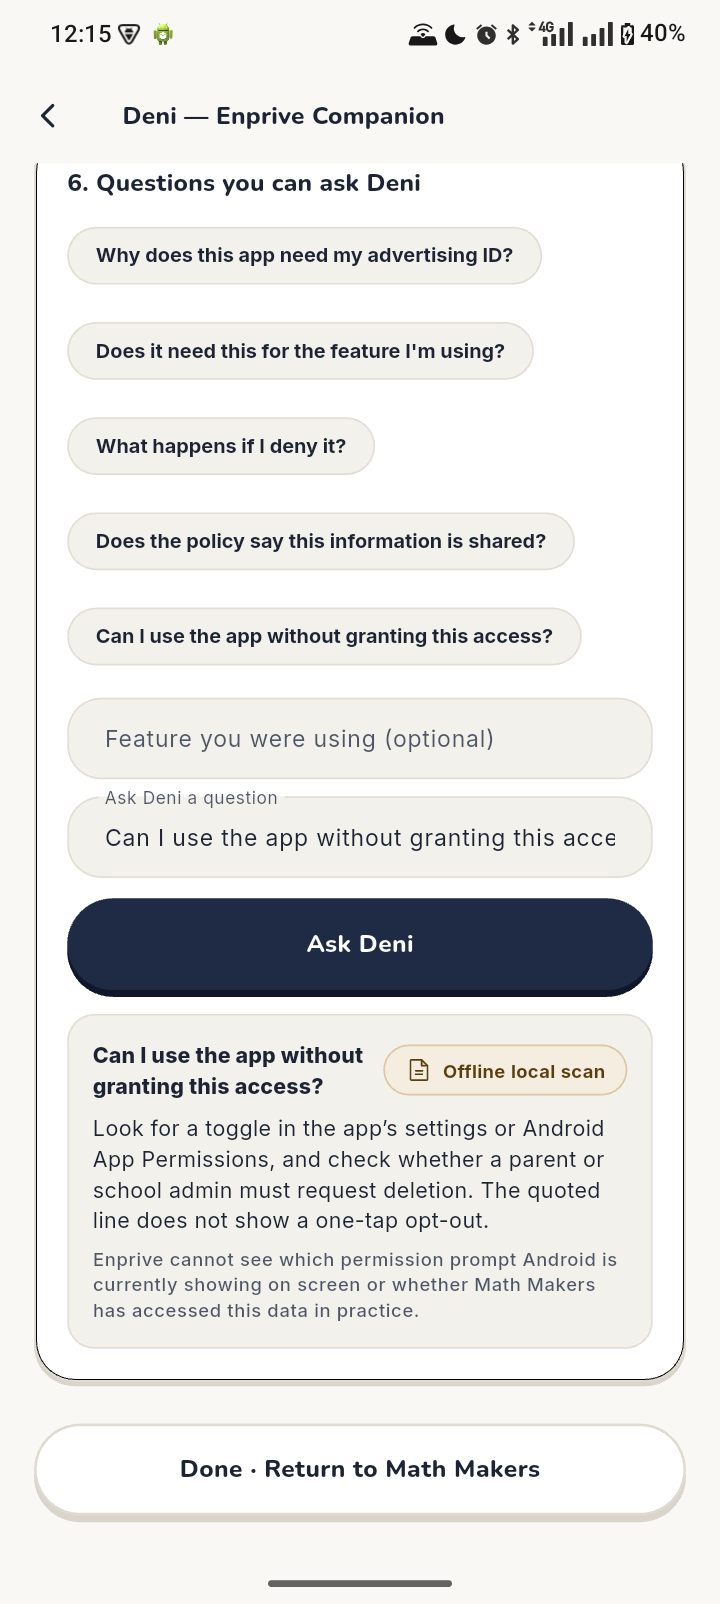 12:15
4G
40%
Deni — Enprive Companion
6. Questions you can ask Deni
Why does this app need my advertising ID?
Does it need this for the feature I'm using?
What happens if I deny it?
Does the policy say this information is shared?
Can I use the app without granting this access?
Feature you were using (optional)
Ask Deni a question
Can I use the app without granting this acce
Ask Deni
Can I use the app without
granting this access?
Offline local scan
Look for a toggle in the app’s settings or Android
App Permissions, and check whether a parent or
school admin must request deletion. The quoted
line does not show a one-tap opt-out.
Enprive cannot see which permission prompt Android is
currently showing on screen or whether Math Makers
has accessed this data in practice.
Done · Return to Math Makers